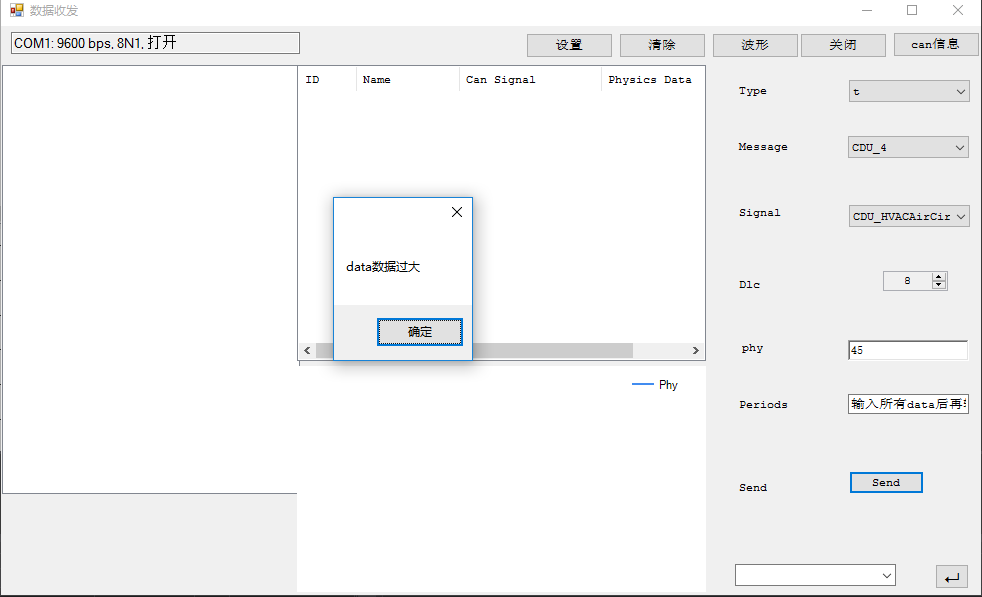 数据收发
COM1: 9600 bps, 8N1, 打开
设置
清除
波形
关闭
can信息
ID
Name
Can Signal
Physics Data
Type
t
Message
CDU_4
data数据过大
确定
Signal
CDU_HVACAirCir
Dlc
8
phy
45
Phy
Periods
输入所有data后再
Send
Send